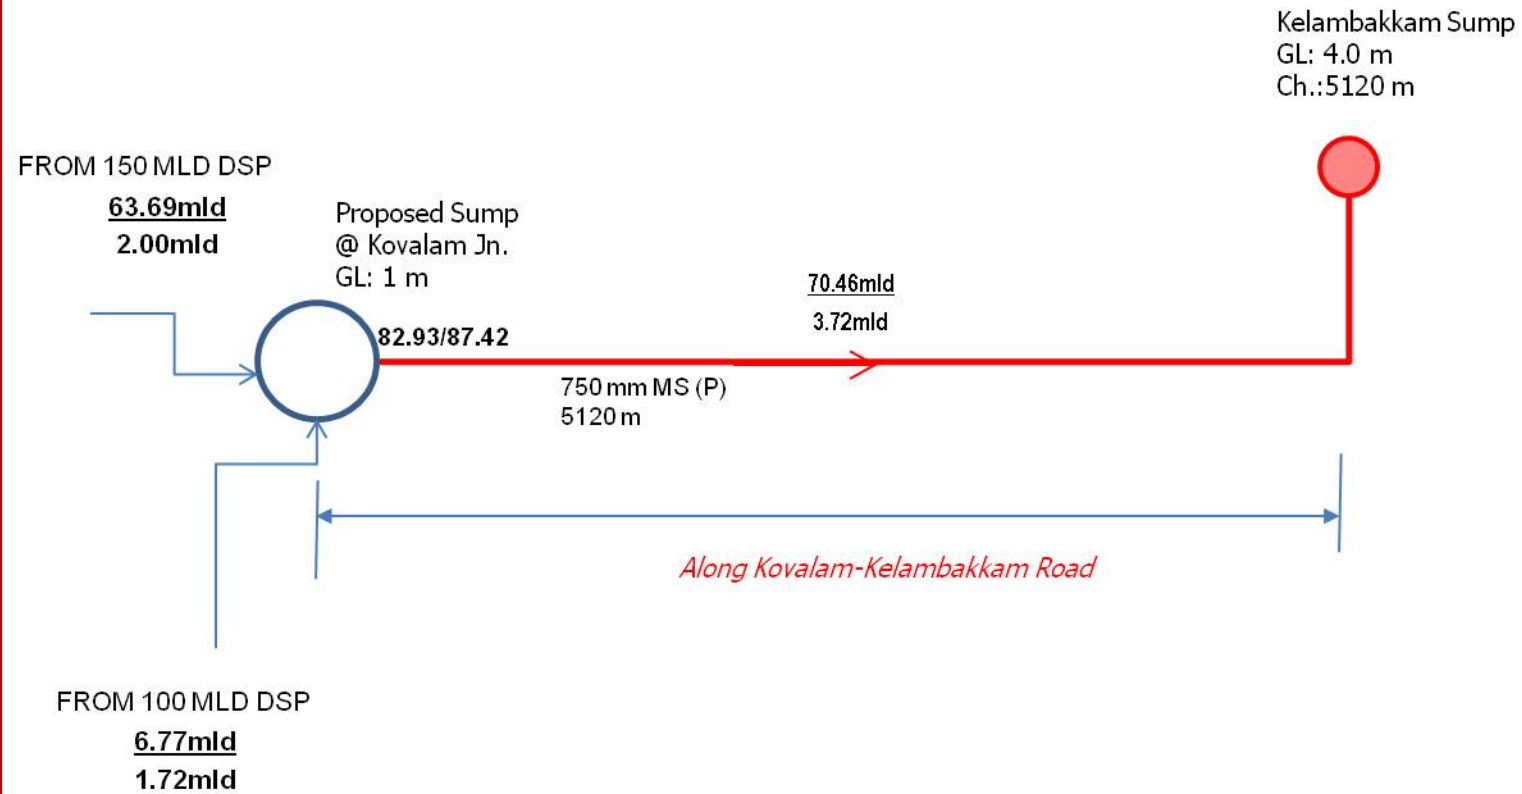 Kelambakkam Sump
GL: 4.0 m
Ch.:5120 m
FROM 150 MLD DSP
63.69mld
2.00mld
Proposed Sump
@ Kovalam Jn.
GL: 1 m
82.93/87.42
70.46mld
3.72mld
750 mm MS (P)
5120 m
Along Kovalam-Kelambakkam Road
FROM 100 MLD DSP
6.77mld
1.72mld